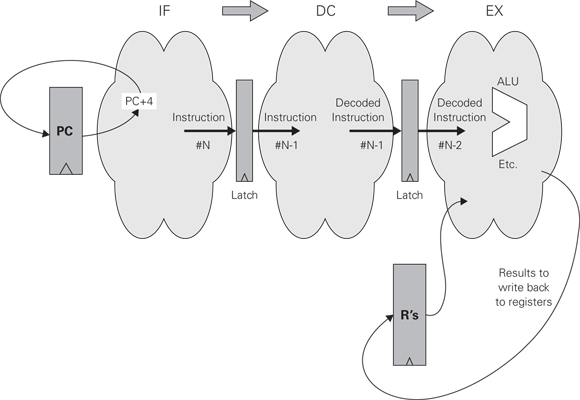 IF
DC
EX
PC+4
PC
Instruction
#N
Latch
Instruction
#N-1
Decoded
Instruction
#N-1
Latch
Decoded
Instruction
#N-2
ALU
Etc.
R's
Results to
write back
to registers